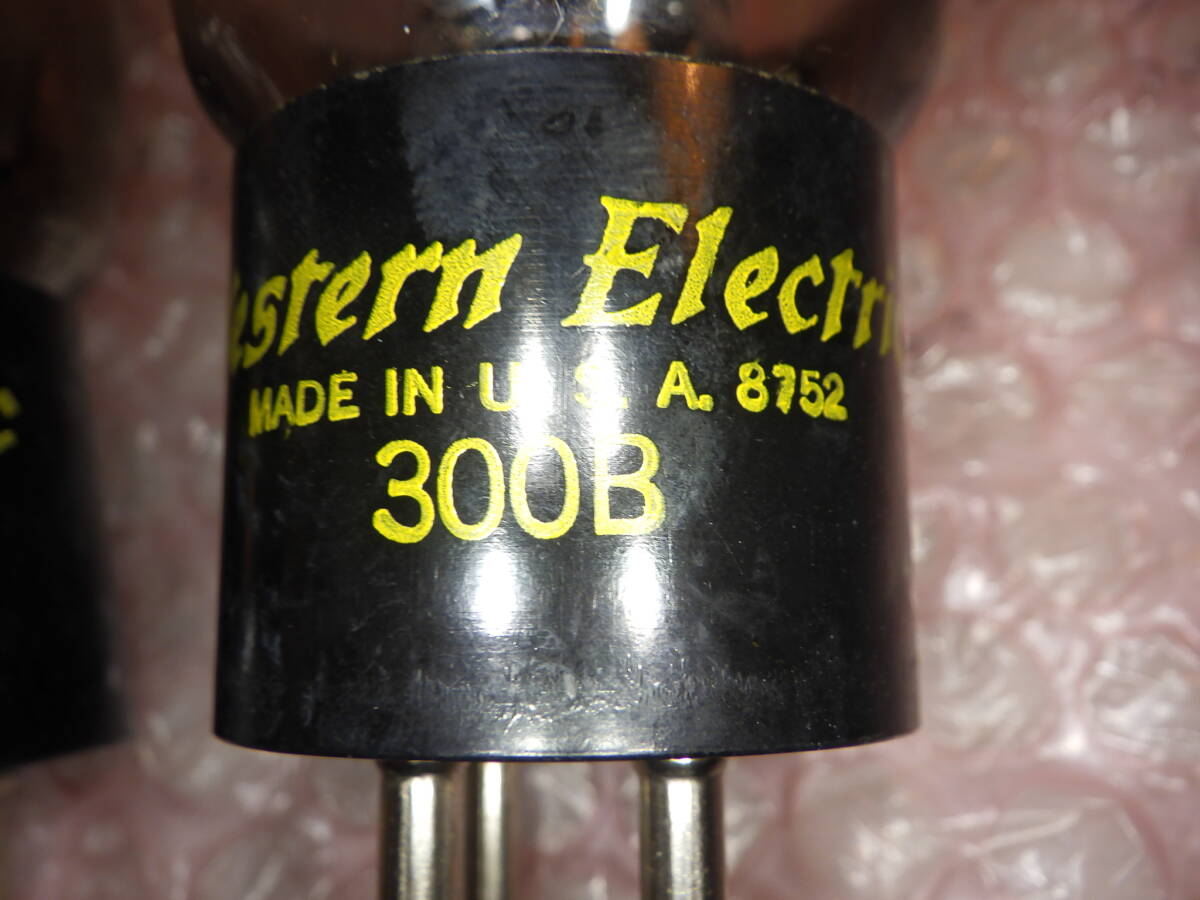 estern Electri
MADE IN U. S. A. 8752
300B